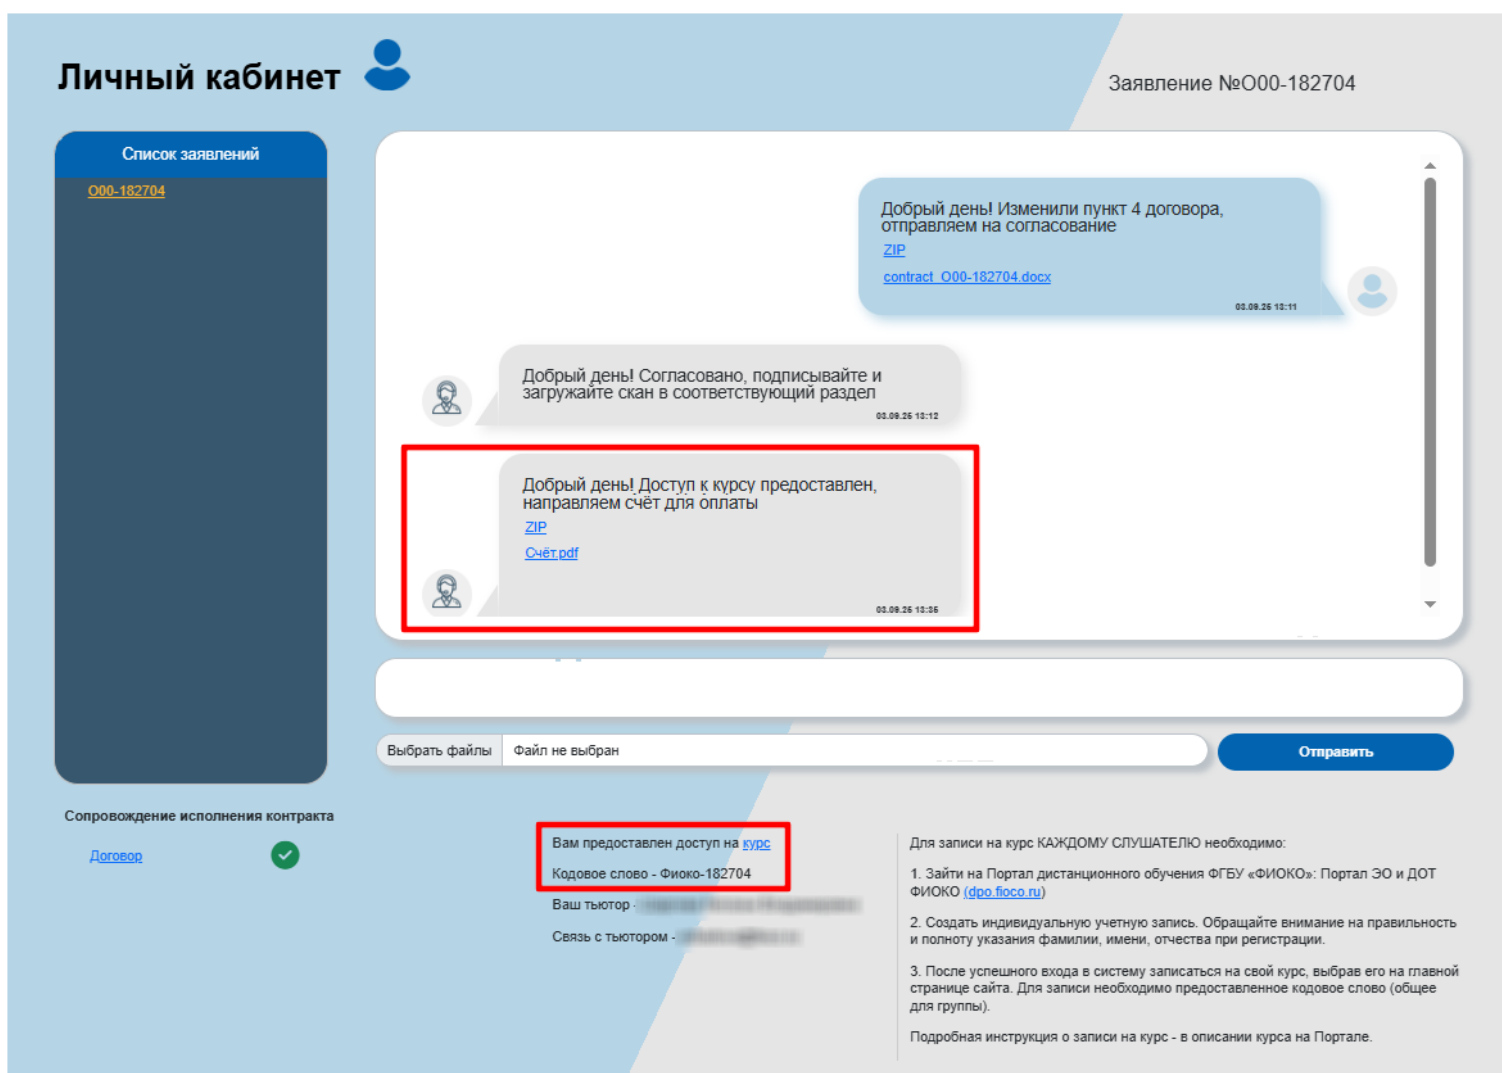 Личный кабинет
Заявление №О00-182704
Список заявлений
О00-182704
Добрый день! Изменили пункт 4 договора,
отправляем на согласование
ZIP
contract_O00-182704.docx
03.09.25 13:11
Добрый день! Согласовано, подписывайте и
загружайте скан в соответствующий раздел
03.09.25 13:12
Добрый день! Доступ к курсу предоставлен,
направляем счёт для оплаты
ZIP
Счёт.pdf
03.09.25 13:35
Выбрать файлы
Файл не выбран
Отправить
Сопровождение исполнения контракта
Договор
Вам предоставлен доступ на курс
Кодовое слово - Фиоко-182704
Ваш тьютор -
Связь с тьютором -
Для записи на курс КАЖДОМУ СЛУШАТЕЛЮ необходимо:
1. Зайти на Портал дистанционного обучения ФГБУ «ФИОКО»: Портал ЭО и ДОТ
ФИОКО (dpo.fioco.ru)
2. Создать индивидуальную учетную запись. Обращайте внимание на правильность
и полноту указания фамилии, имени, отчества при регистрации.
3. После успешного входа в систему записаться на свой курс, выбрав его на главной
странице сайта. Для записи необходимо предоставленное кодовое слово (общее
для группы).
Подробная инструкция о записи на курс - в описании курса на Портале.